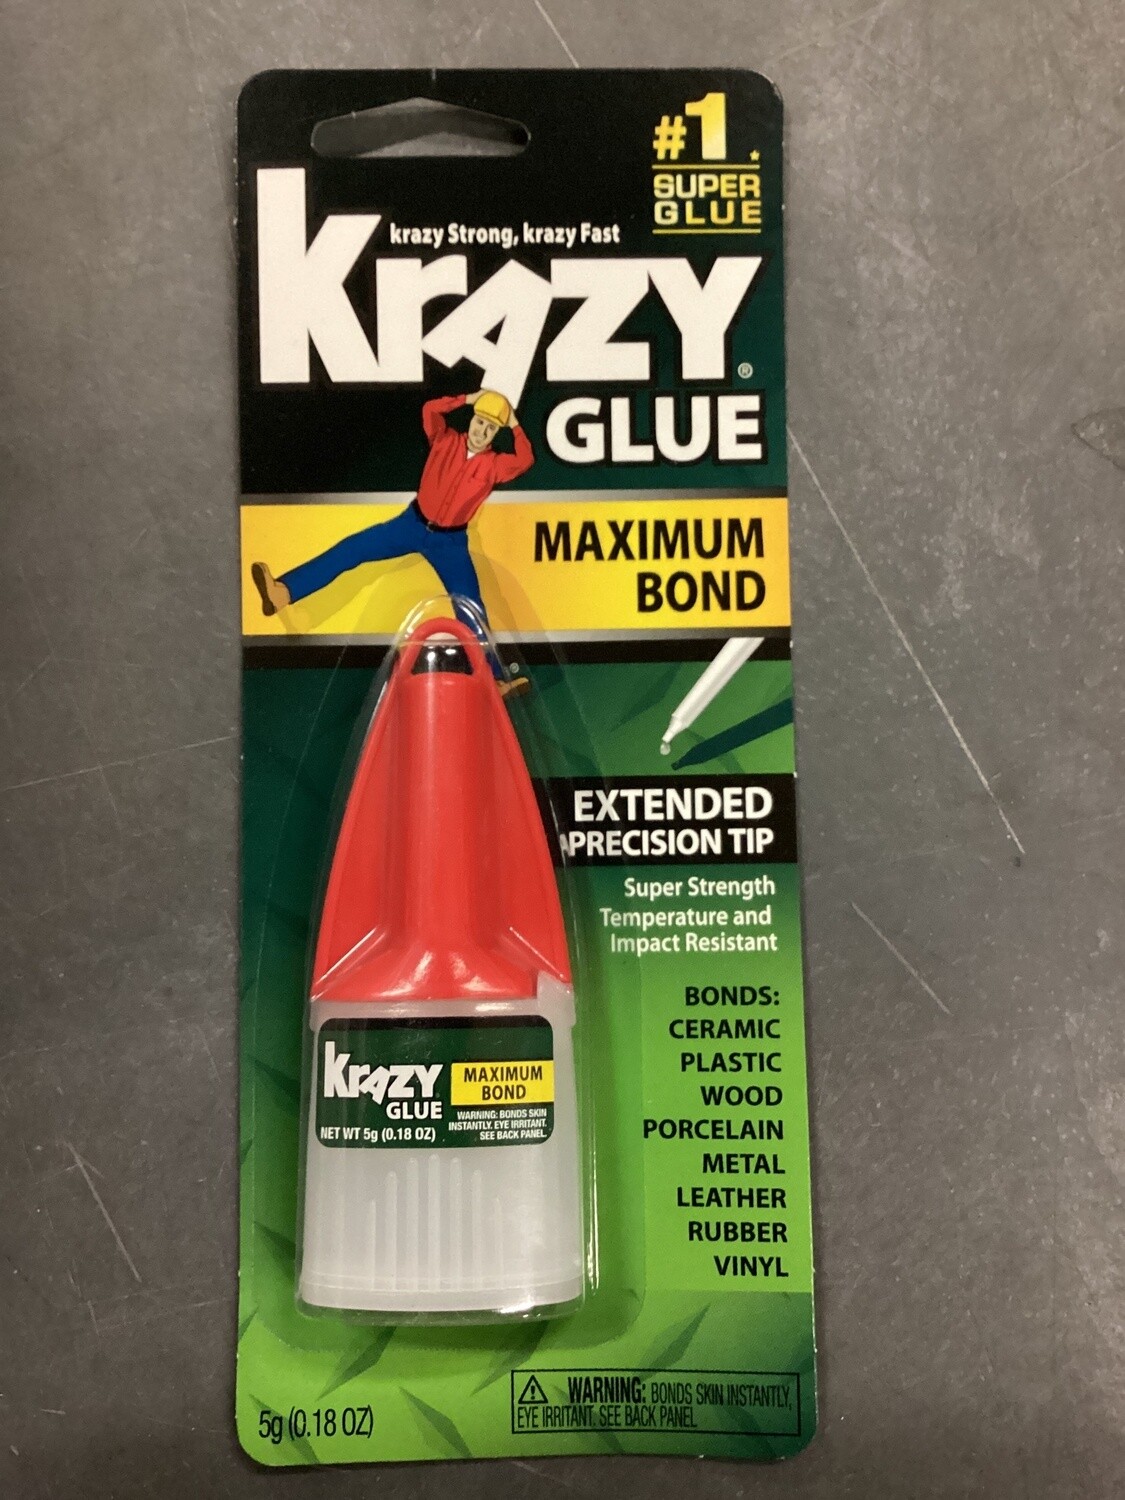 #1
SUPER
GLUE
krazy Strong, krazy Fast
KrAZY®
GLUE
MAXIMUM
BOND
EXTENDED
PRECISION TIP
Super Strength
Temperature and
Impact Resistant
BONDS:
CERAMIC
PLASTIC
WOOD
PORCELAIN
METAL
LEATHER
RUBBER
VINYL
KrAZY
GLUE
MAXIMUM
BOND
NET WT 5g (0.18 OZ)
WARNING: BONDS SKIN
INSTANTLY. EYE IRRITANT.
SEE BACK PANEL.
5g (0.18 OZ)
WARNING: BONDS SKIN INSTANTLY,
EYE IRRITANT. SEE BACK PANEL